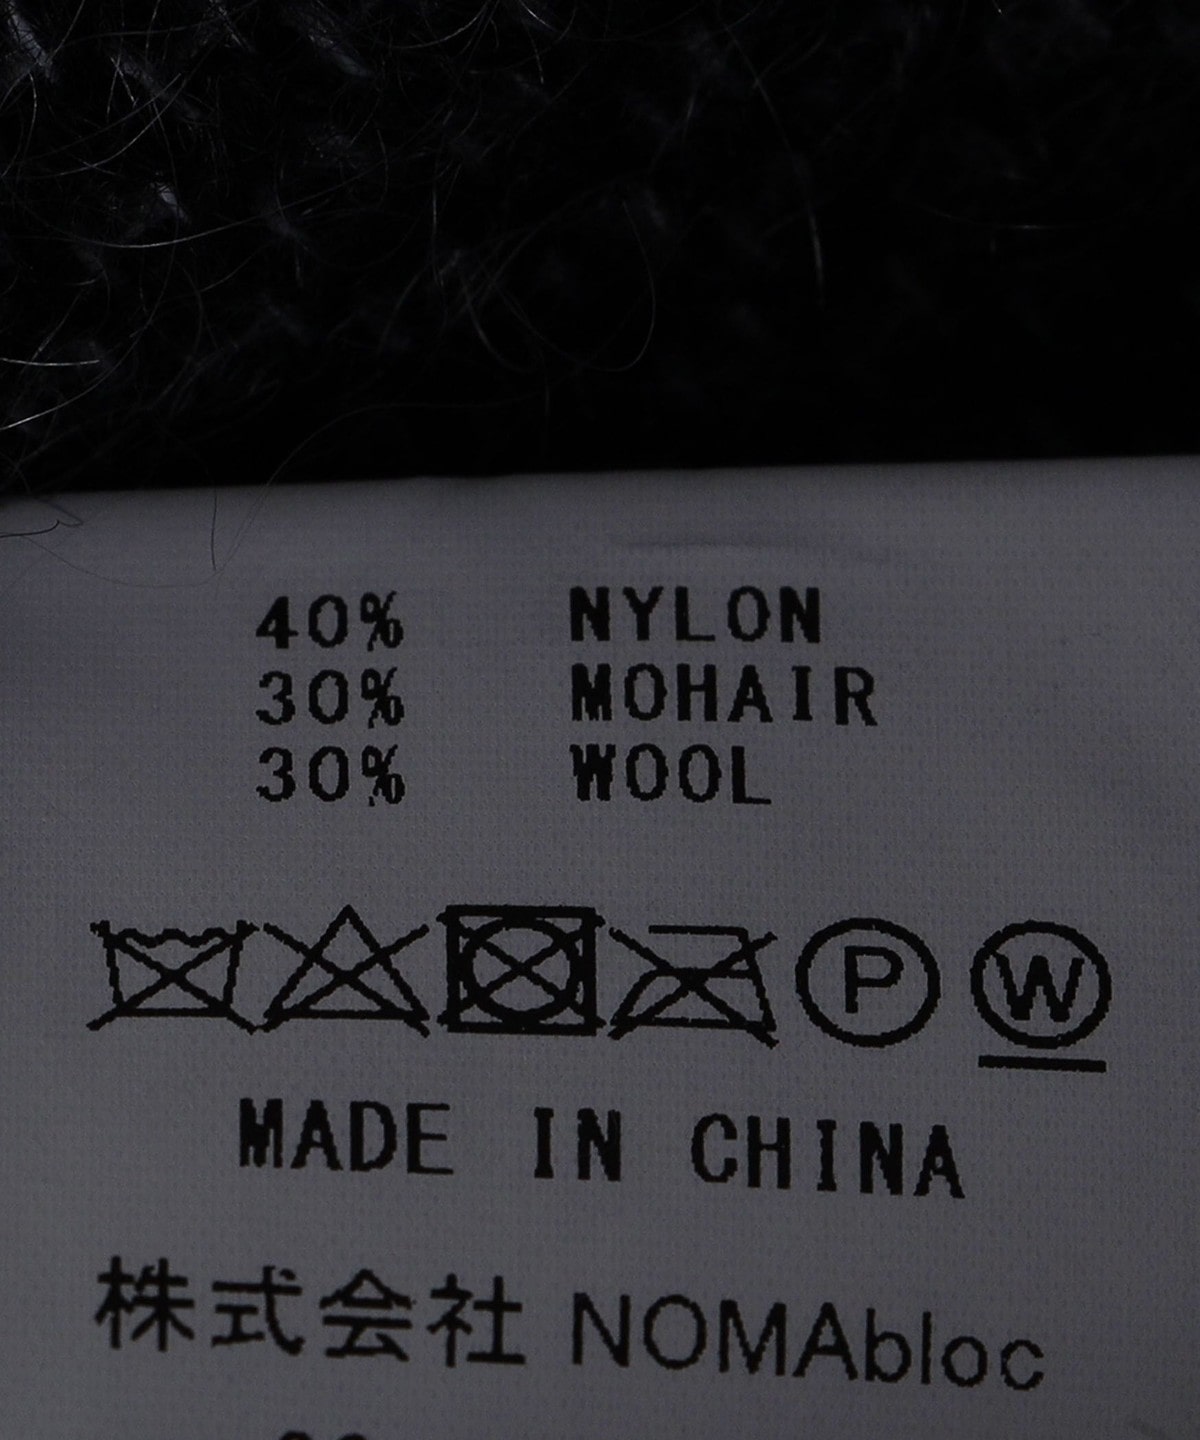 40% NYLON
30% MOHAIR
30% WOOL
P W
MADE IN CHINA
株式会社 NOMAbloc